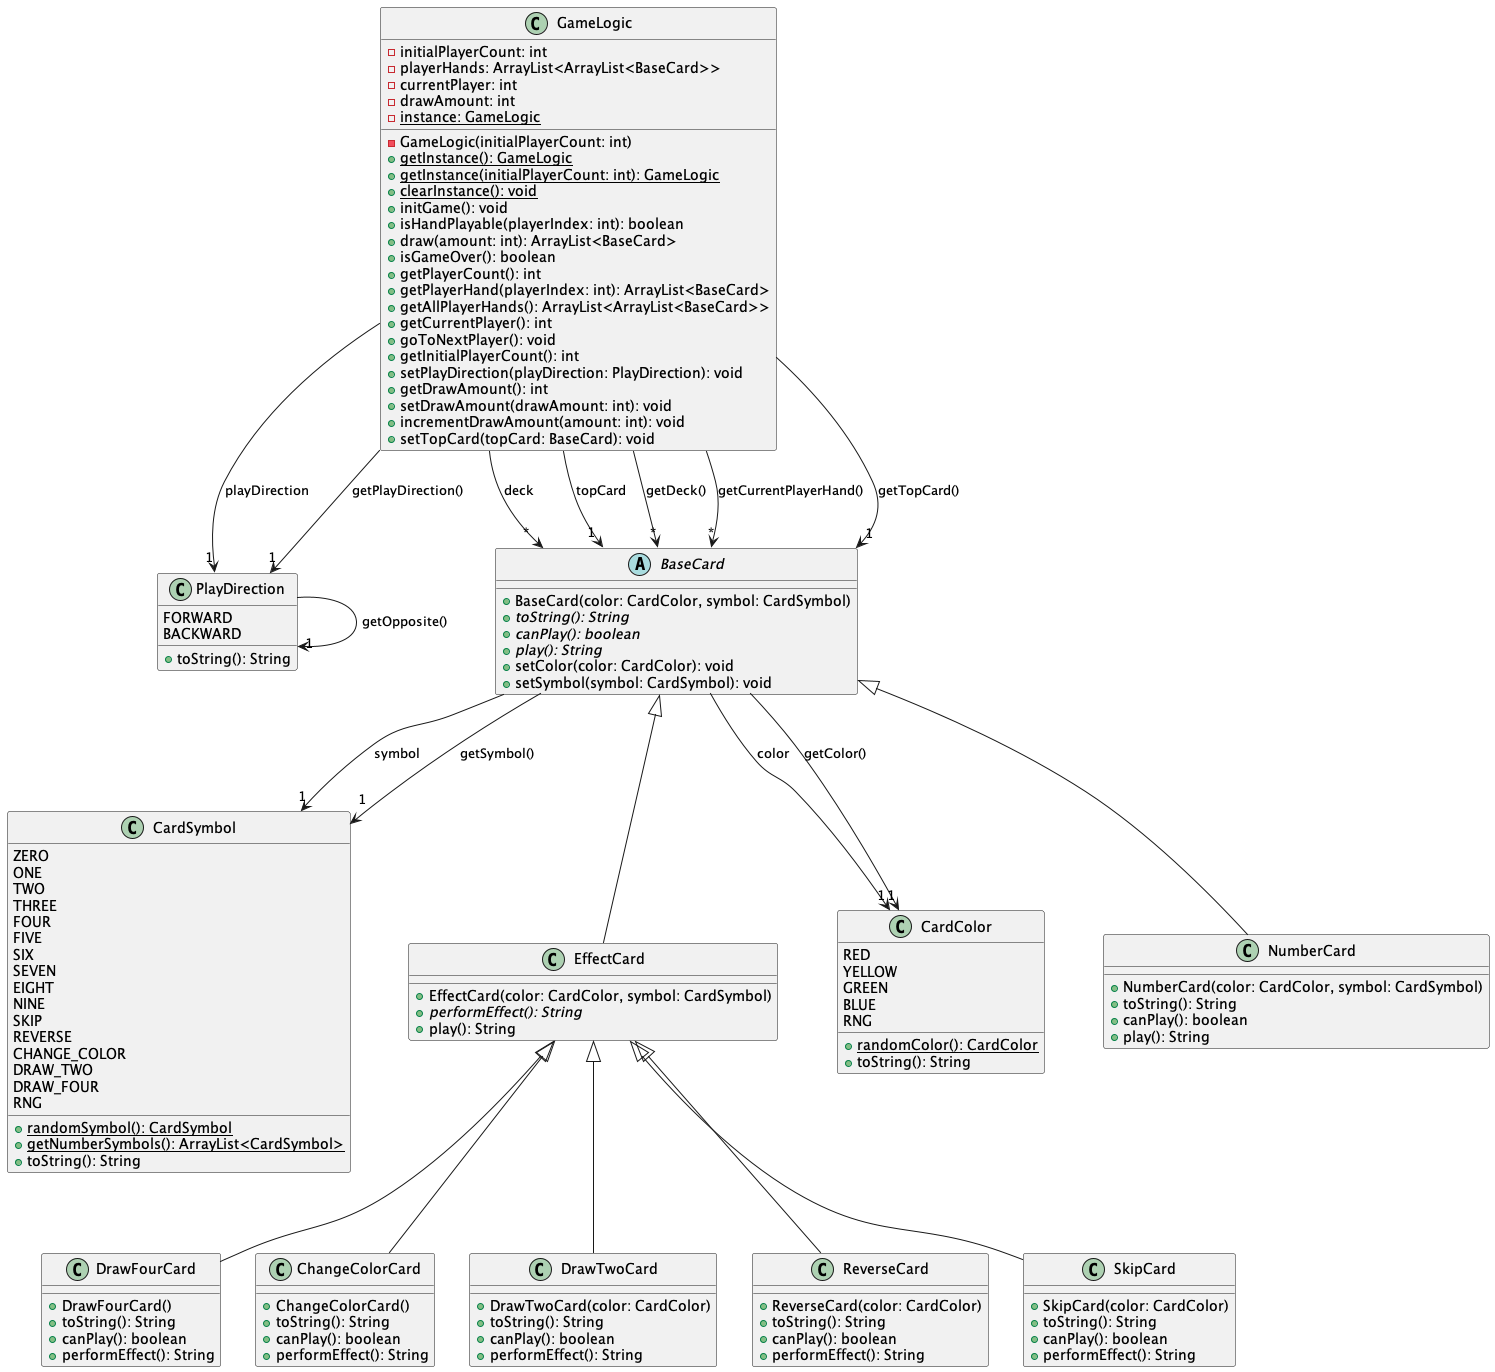 C GameLogic
initialPlayerCount: int
playerHands: ArrayList<ArrayList<BaseCard>>
currentPlayer: int
drawAmount: int
instance: GameLogic
GameLogic(initialPlayerCount: int)
getInstance(): GameLogic
getInstance(initialPlayerCount: int): GameLogic
clearInstance(): void
initGame(): void
isHandPlayable(playerIndex: int): boolean
draw(amount: int): ArrayList<BaseCard>
isGameOver(): boolean
getPlayerCount(): int
getPlayerHand(playerIndex: int): ArrayList<BaseCard>
getAllPlayerHands(): ArrayList<ArrayList<BaseCard>>
getCurrentPlayer(): int
goToNextPlayer(): void
getInitialPlayerCount(): int
setPlayDirection(playDirection: PlayDirection): void
getDrawAmount(): int
setDrawAmount(drawAmount: int): void
incrementDrawAmount(amount: int): void
setTopCard(topCard: BaseCard): void
playDirection
getPlayDirection()
deck
topCard
getDeck()
getCurrentPlayerHand()
getTopCard()
1
1
*
1
*
*
1
C PlayDirection
FORWARD
BACKWARD
toString(): String
getOpposite()
1
A BaseCard
BaseCard(color: CardColor, symbol: CardSymbol)
toString(): String
canPlay(): boolean
play(): String
setColor(color: CardColor): void
setSymbol(symbol: CardSymbol): void
symbol
getSymbol()
color
getColor()
1
1
1
1
C CardSymbol
ZERO
ONE
TWO
THREE
FOUR
FIVE
SIX
SEVEN
EIGHT
NINE
SKIP
REVERSE
CHANGE_COLOR
DRAW_TWO
DRAW_FOUR
RNG
randomSymbol(): CardSymbol
getNumberSymbols(): ArrayList<CardSymbol>
toString(): String
C EffectCard
EffectCard(color: CardColor, symbol: CardSymbol)
performEffect(): String
play(): String
C CardColor
RED
YELLOW
GREEN
BLUE
RNG
randomColor(): CardColor
toString(): String
C NumberCard
NumberCard(color: CardColor, symbol: CardSymbol)
toString(): String
canPlay(): boolean
play(): String
C DrawFourCard
DrawFourCard()
toString(): String
canPlay(): boolean
performEffect(): String
C ChangeColorCard
ChangeColorCard()
toString(): String
canPlay(): boolean
performEffect(): String
C DrawTwoCard
DrawTwoCard(color: CardColor)
toString(): String
canPlay(): boolean
performEffect(): String
C ReverseCard
ReverseCard(color: CardColor)
toString(): String
canPlay(): boolean
performEffect(): String
C SkipCard
SkipCard(color: CardColor)
toString(): String
canPlay(): boolean
performEffect(): String